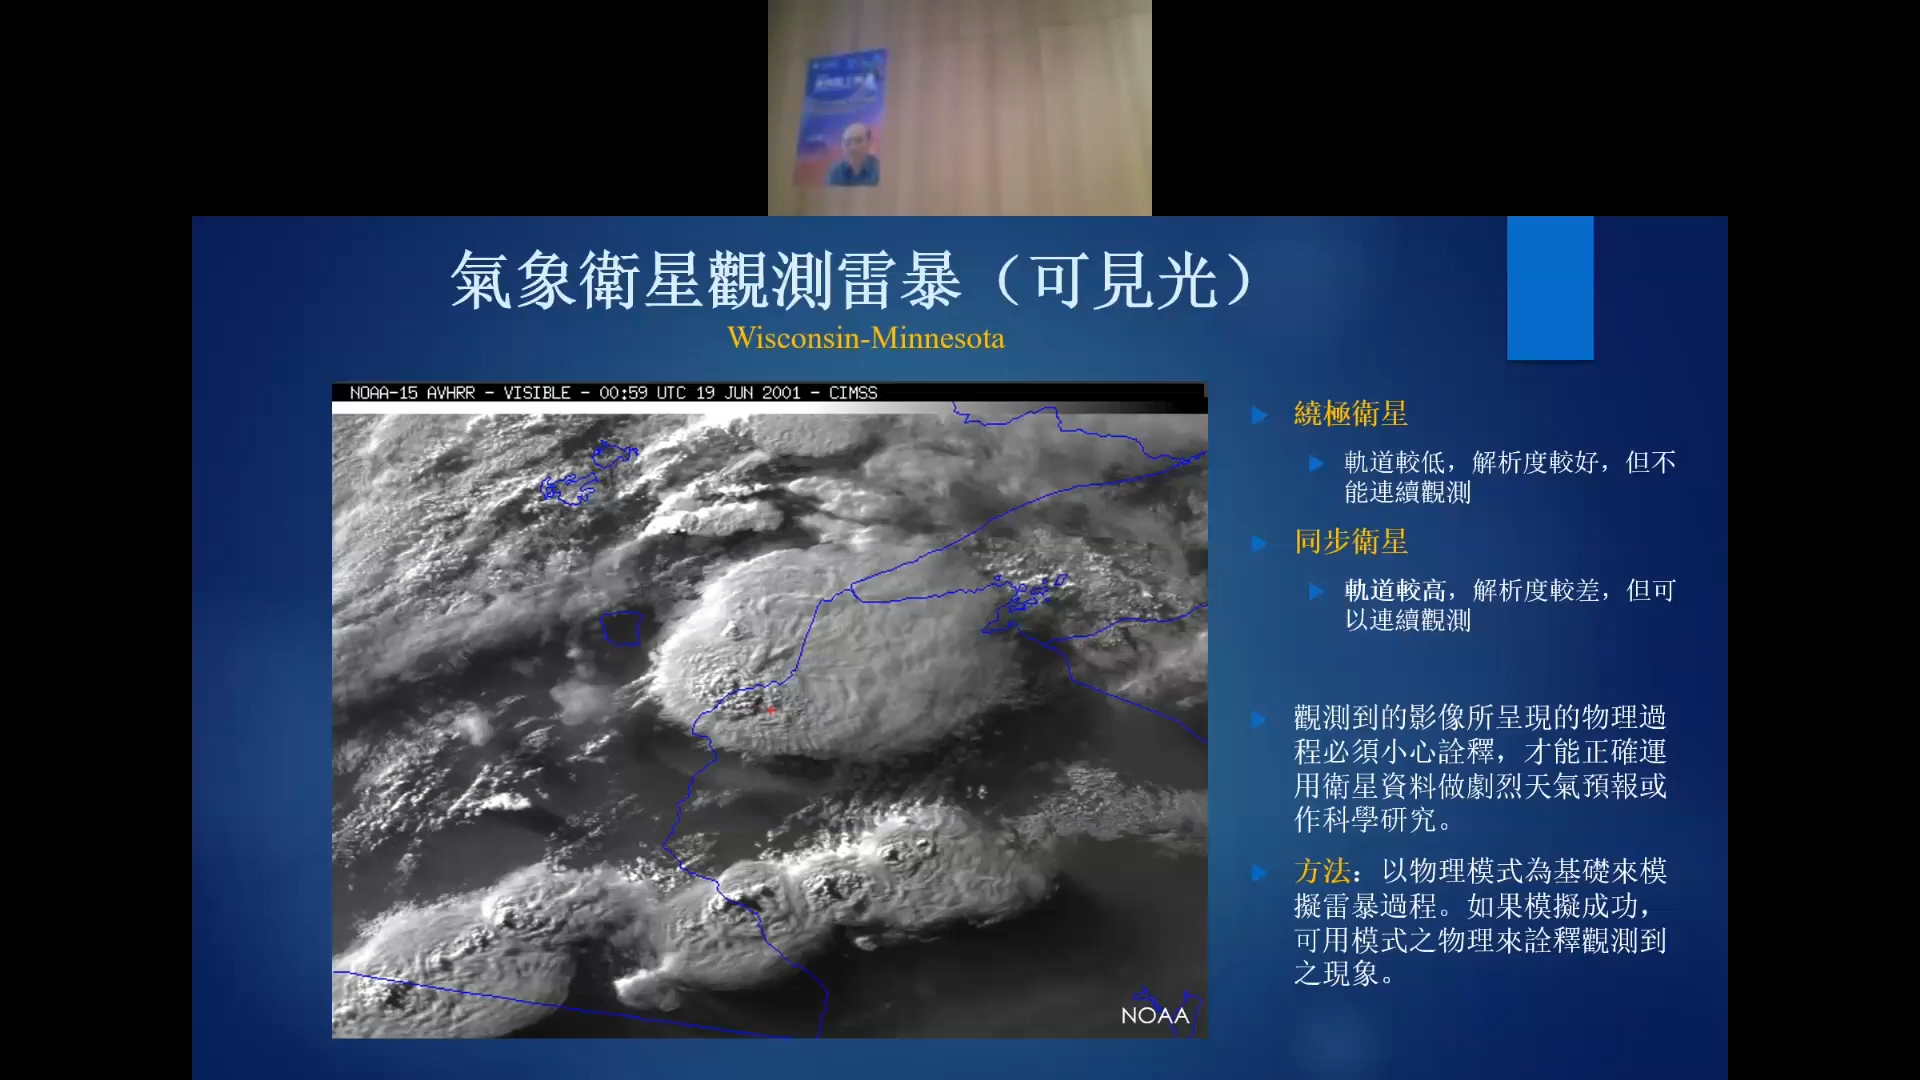 氣象衛星觀測雷暴（可見光）
Wisconsin-Minnesota
NOAA-15 AVHRR - VISIBLE - 00:59 UTC 19 JUN 2001 - CIMSS
NOAA
繞極衛星
軌道較低，解析度較好，但不
能連續觀測
同步衛星
軌道較高，解析度較差，但可
以連續觀測
觀測到的影像所呈現的物理過
程必須小心詮釋，才能正確運
用衛星資料做劇烈天氣預報或
作科學研究。
方法：以物理模式為基礎來模
擬雷暴過程。如果模擬成功，
可用模式之物理來詮釋觀測到
之現象。